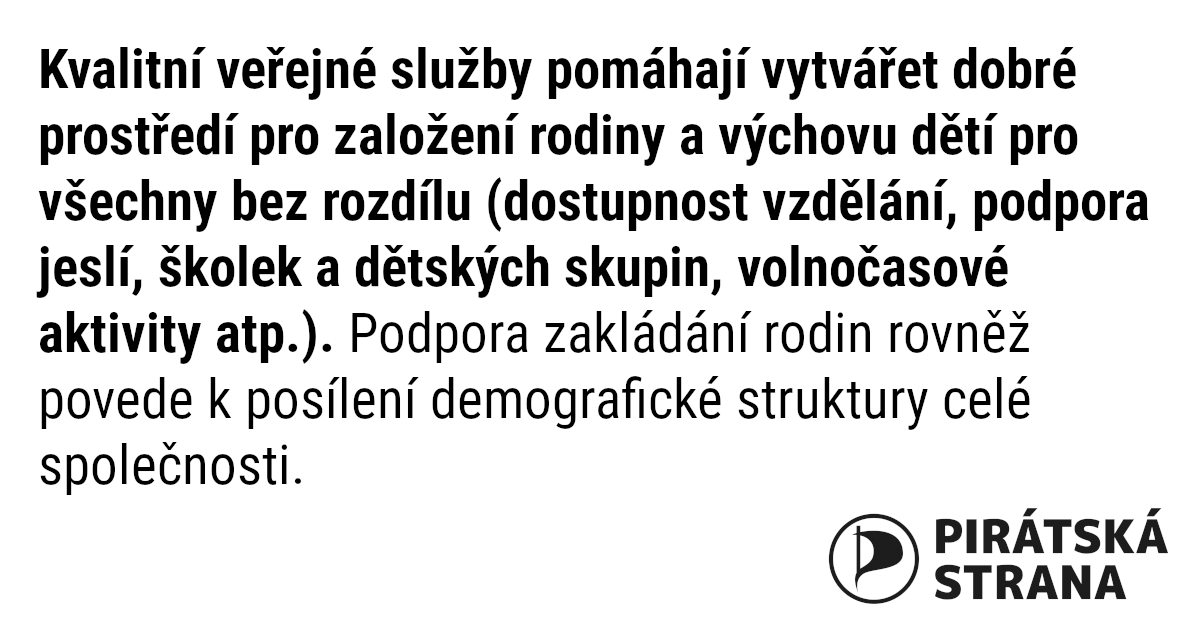 Kvalitní veřejné služby pomáhají vytvářet dobré
prostředí pro založení rodiny a výchovu dětí pro
všechny bez rozdílu (dostupnost vzdělání, podpora
jeslí, školek a dětských skupin, volnočasové
aktivity atp.). Podpora zakládání rodin rovněž
povede k posílení demografické struktury celé
společnosti.
PIRÁTSKÁ
STRANA